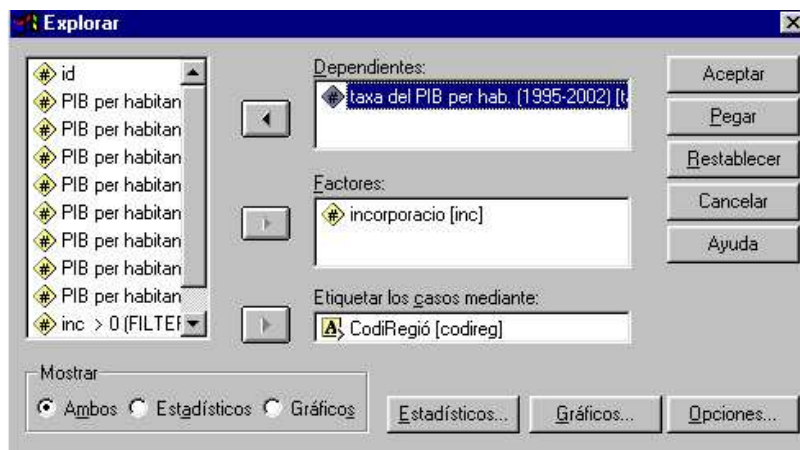 Explorar
id
PIB per habitan
PIB per habitan
PIB per habitan
PIB per habitan
PIB per habitan
PIB per habitan
PIB per habitan
PIB per habitan
inc > 0 (FILTER
Dependientes:
taxa del PIB per hab. (1995-2002) [t
Factores:
incorporacio [inc]
Etiquetar los casos mediante:
CodiRegió [codireg]
Aceptar
Pegar
Restablecer
Cancelar
Ayuda
Mostrar
Ambos
Estadísticos
Gráficos
Estadísticos...
Gráficos...
Opciones...